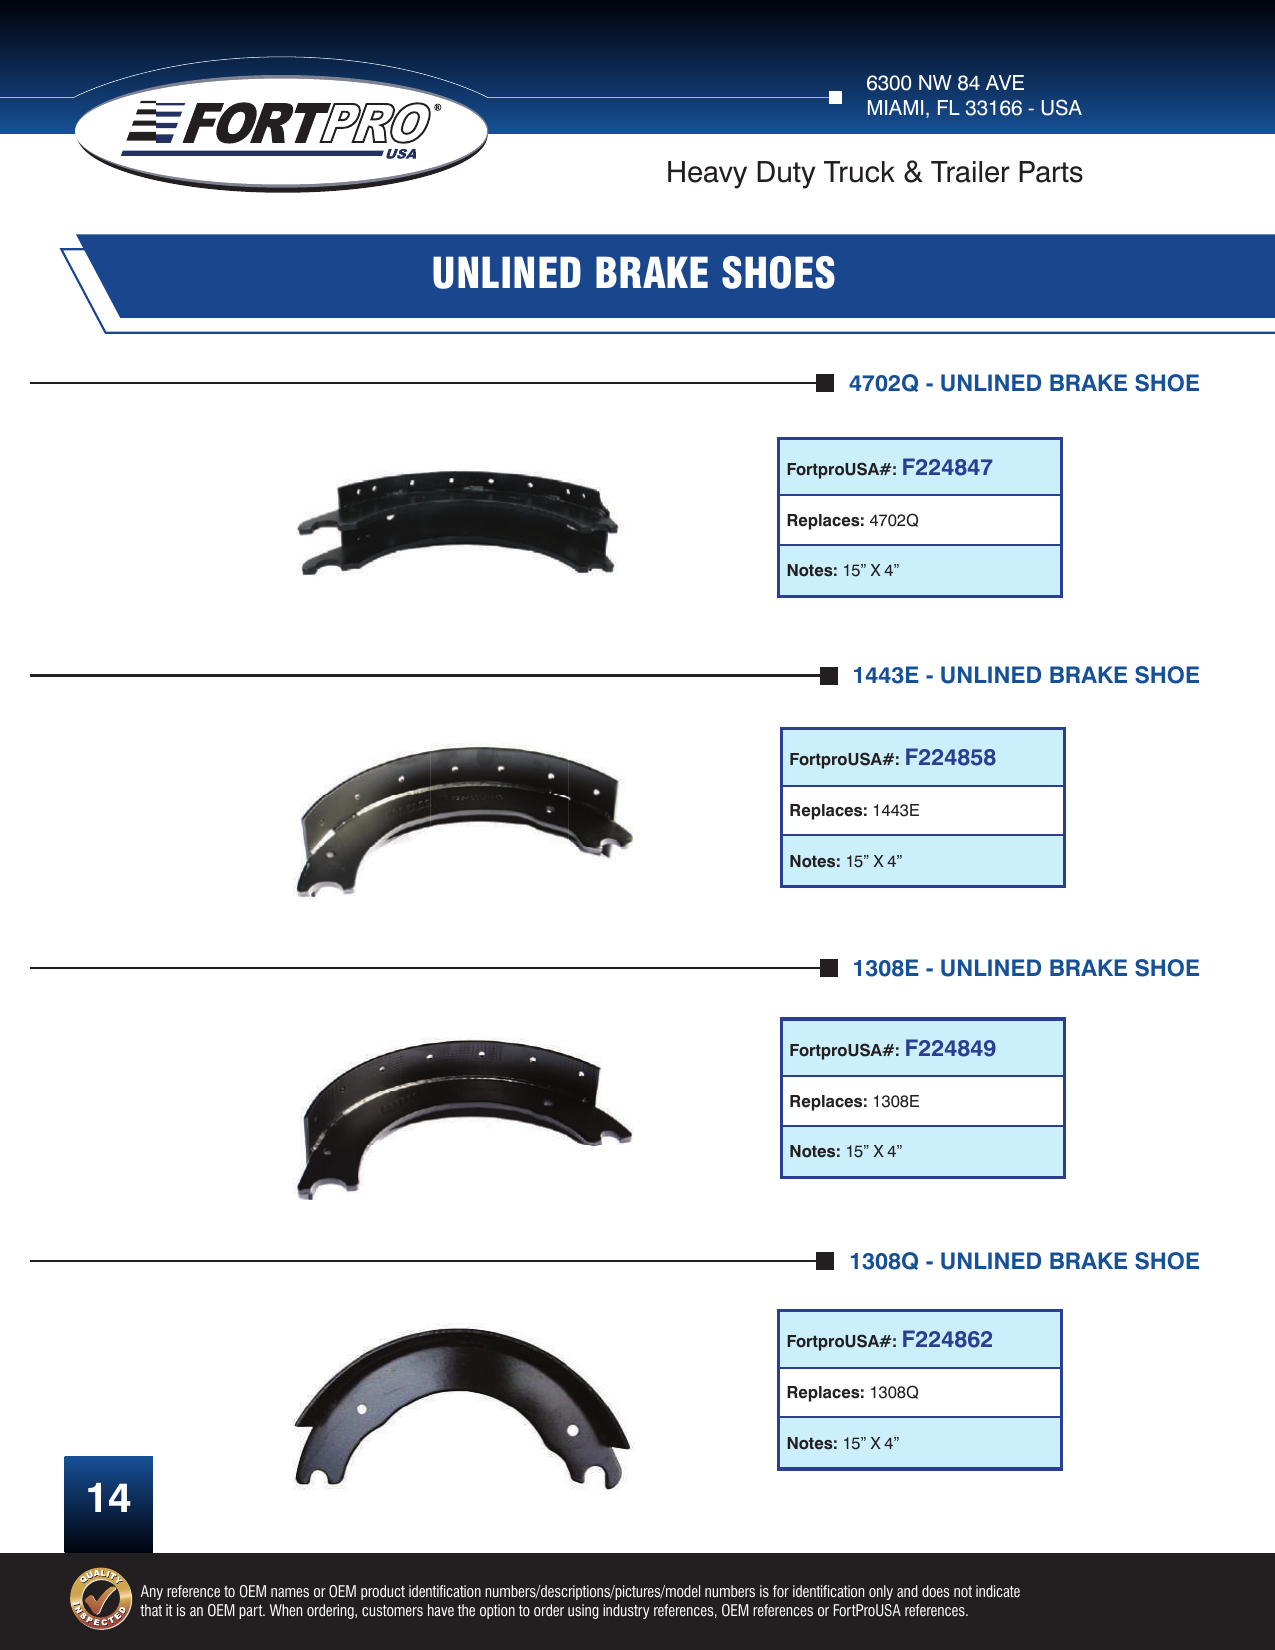 6300 NW 84 AVE
MIAMI, FL 33166 - USA
FORTPRO®
USA
Heavy Duty Truck & Trailer Parts
UNLINED BRAKE SHOES
4702Q - UNLINED BRAKE SHOE
FortproUSA#: F224847
Replaces: 4702Q
Notes: 15” X 4”
1443E - UNLINED BRAKE SHOE
FortproUSA#: F224858
Replaces: 1443E
Notes: 15” X 4”
1308E - UNLINED BRAKE SHOE
FortproUSA#: F224849
Replaces: 1308E
Notes: 15” X 4”
1308Q - UNLINED BRAKE SHOE
FortproUSA#: F224862
Replaces: 1308Q
Notes: 15” X 4”
14
QUALITY
INSPECTED
Any reference to OEM names or OEM product identification numbers/descriptions/pictures/model numbers is for identification only and does not indicate
that it is an OEM part. When ordering, customers have the option to order using industry references, OEM references or FortProUSA references.